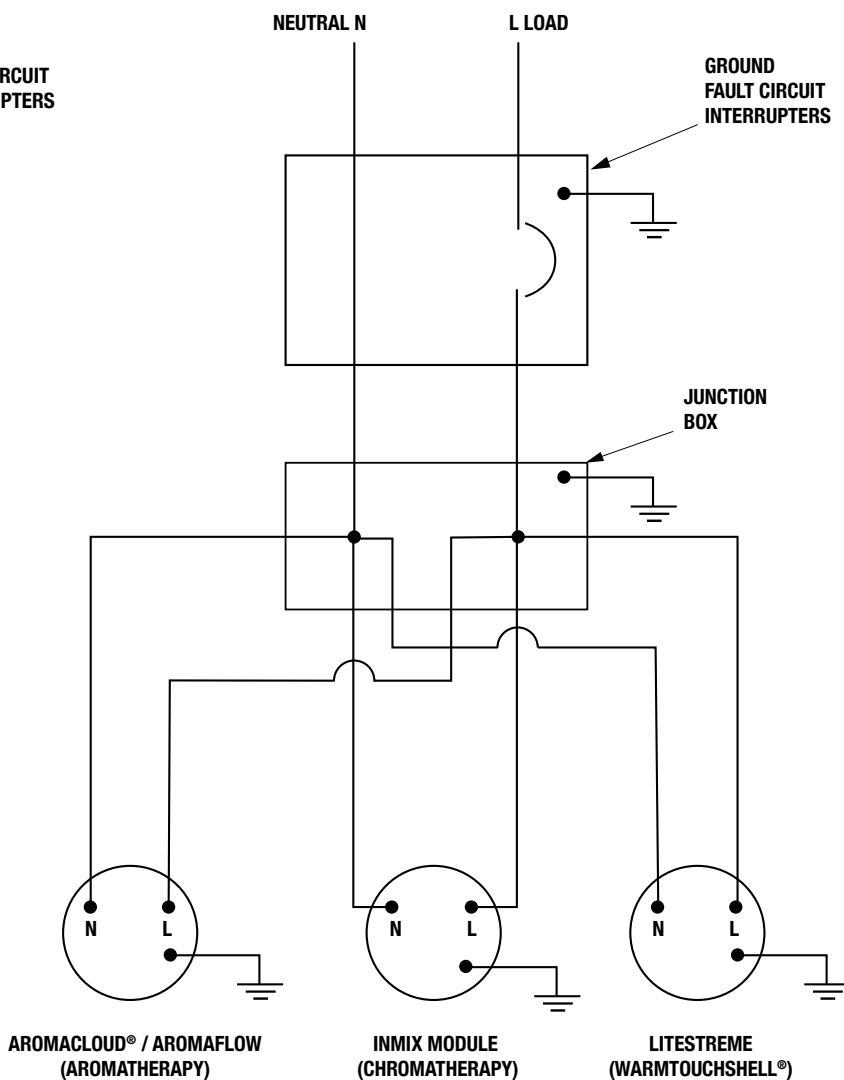 NEUTRAL N
L LOAD
GROUND
FAULT CIRCUIT
INTERRUPTERS
JUNCTION
BOX
N
L
N
L
N
L
AROMACLOUD® / AROMAFLOW
(AROMATHERAPY)
INMIX MODULE
(CHROMATHERAPY)
LITESTREME
(WARMTOUCHSHELL®)